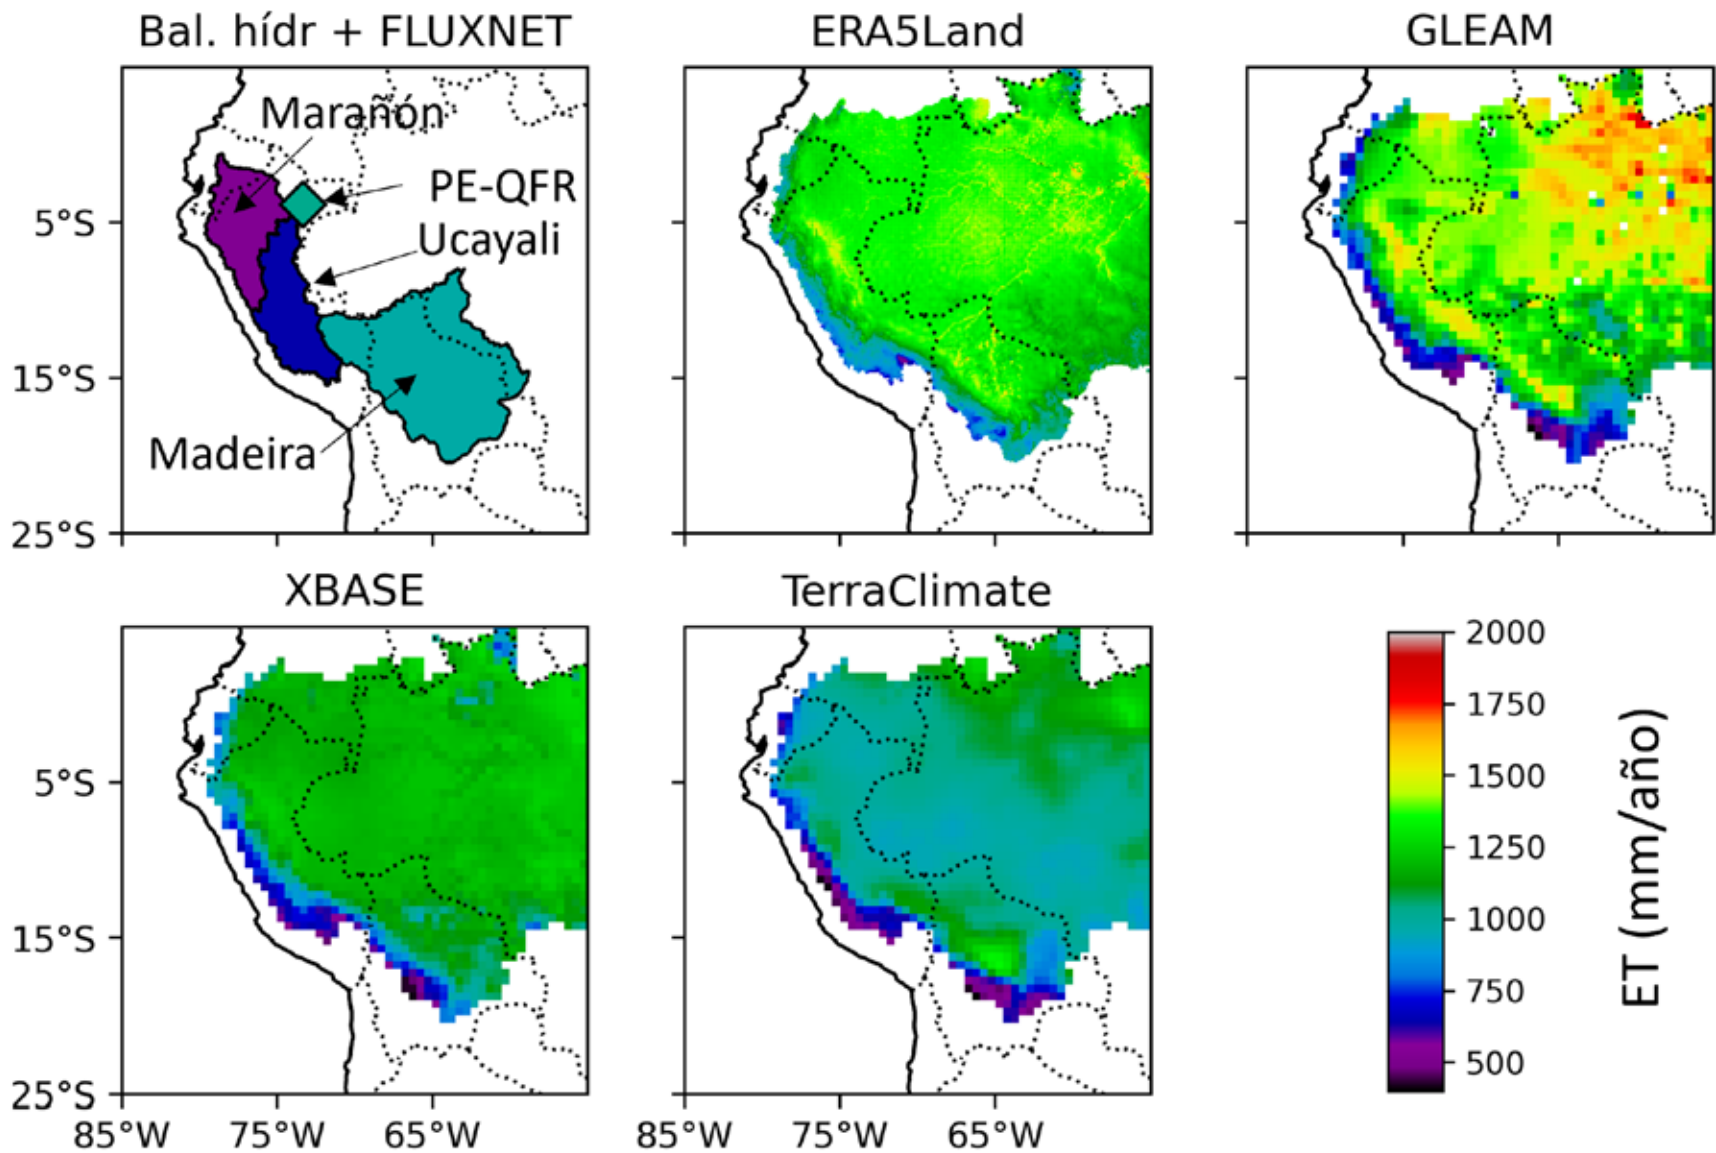 Bal. hídr + FLUXNET
ERA5Land
GLEAM
Marañón
PE-QFR
Ucayali
Madeira
5°S
15°S
25°S
XBASE
TerraClimate
5°S
15°S
25°S
85°W 75°W 65°W
85°W 75°W 65°W
2000
1750
1500
1250
1000
750
500
ET (mm/año)